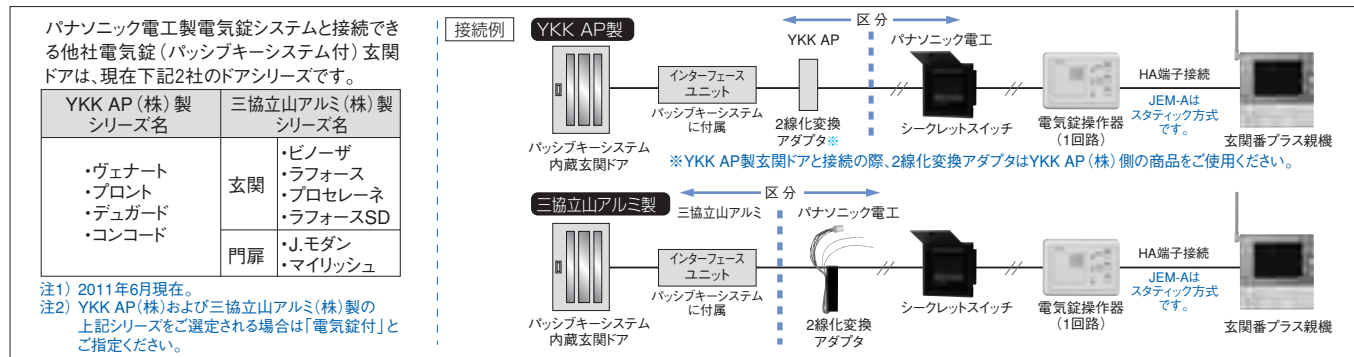 パナソニック電工製電気錠システムと接続でき
る他社電気錠(パッシブキーシステム付)玄関
ドアは、現在下記2社のドアシリーズです。
YKK AP(株)製
シリーズ名
三協立山アルミ(株)製
シリーズ名
・ヴェナート
・プロント
・デュガード
・コンコード
玄関
・ビノーザ
・ラフォース
・プロセレーネ
・ラフォースSD
門扉
・J.モダン
・マイリッシュ
注1) 2011年6月現在。
注2) YKK AP(株)および三協立山アルミ(株)製の
上記シリーズをご選定される場合は「電気錠付」と
ご指定ください。
接続例
YKK AP製
区分
YKK AP
パナソニック電工
インターフェース
ユニット
パッシブキーシステム
に付属
2線化変換
アダプタ※
シークレットスイッチ
電気錠操作器
(1回路)
HA端子接続
JEM-Aは
スタティック方式
です。
玄関番プラス親機
パッシブキーシステム
内蔵玄関ドア
※YKK AP製玄関ドアと接続の際、2線化変換アダプタはYKK AP(株)側の商品をご使用ください。
三協立山アルミ製
区分
三協立山アルミ
パナソニック電工
インターフェース
ユニット
パッシブキーシステム
に付属
2線化変換
アダプタ
シークレットスイッチ
電気錠操作器
(1回路)
HA端子接続
JEM-Aは
スタティック方式
です。
玄関番プラス親機
パッシブキーシステム
内蔵玄関ドア